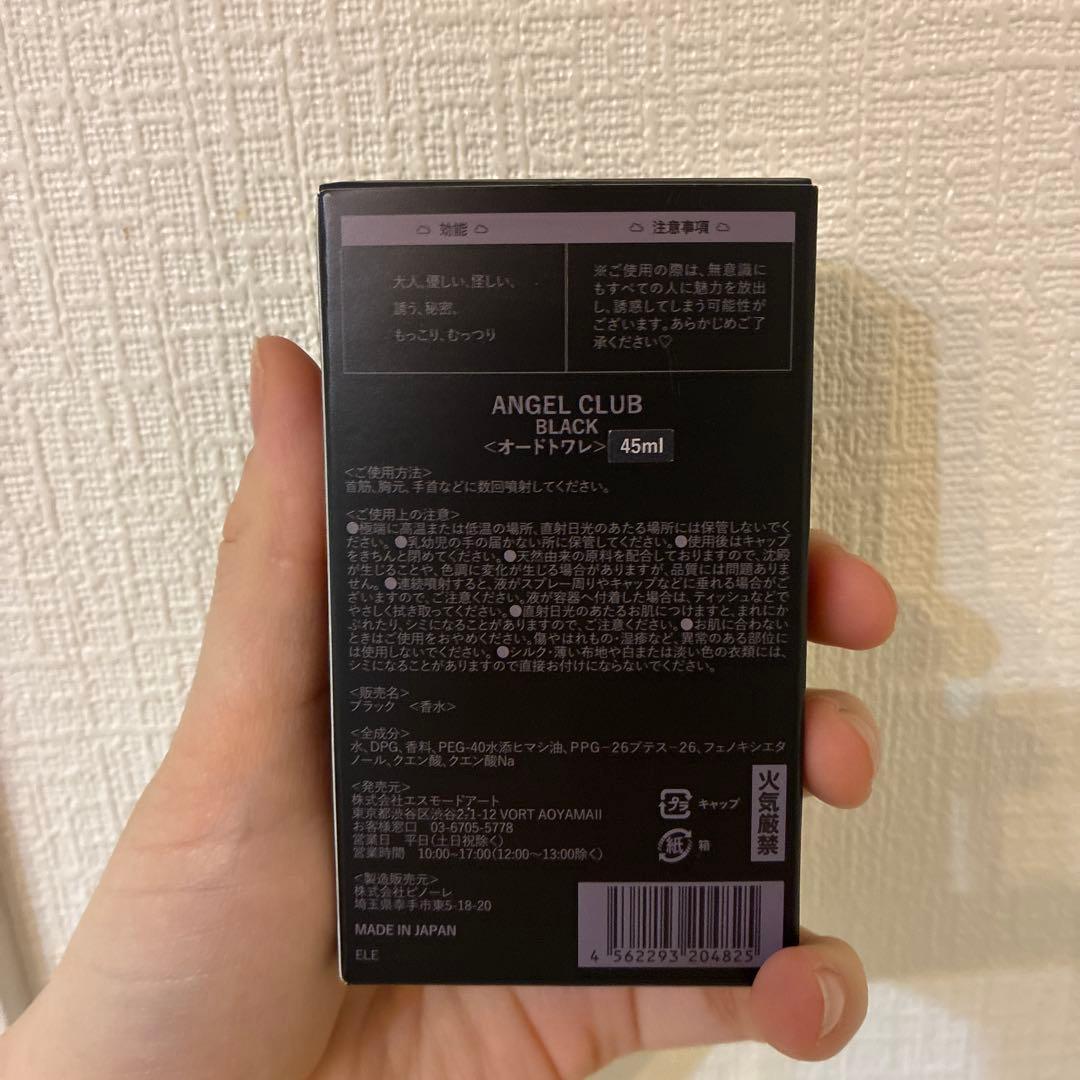 効能
大人。優しい。怪しい。
誘う、秘密。
もっこり、むっつり
注意事項
※ご使用の際は、無意識に
もすべての人に魅力を放出
し、誘惑してしまう可能性が
ございます。あらかじめご了
承ください♡
ANGEL CLUB
BLACK
<オードトワレ> 45ml
<ご使用方法>
首筋、胸元、手首などに数回噴射してください。
<ご使用上の注意>
●極端に高温または低温の場所、直射日光のあたる場所には保管しないでく
ださい。●乳幼児の手の届かない所に保管してください。●使用後はキャップ
をきちんと閉めてください。●天然由来の原料を配合しておりますので、沈殿
が生じることや、色調に変化が生じる場合がありますが、品質には問題ありま
せん。●連続噴射すると、液がスプレー周りやキャップなどに垂れる場合がご
ざいますので、ご注意ください。液が容器へ付着した場合は、ティッシュなどで
やさしく拭き取ってください。●直射日光のあたるお肌につけますと、まれにか
ぶれたり、シミになることがありますので、ご注意ください。●お肌に合わない
ときはご使用をおやめください。傷やはれもの・湿疹など、異常のある部位に
は使用しないでください。●シルク・薄い布地や白または淡い色の衣類には、
シミになることがありますので直接お付けにならないでください。
<販売名>
ブラック <香水>
<全成分>
水、DPG、香料、PEG-40水添ヒマシ油、PPG-26ブテス-26、フェノキシエタ
ノール、クエン酸、クエン酸Na
<発売元>
株式会社エスモードアート
東京都渋谷区渋谷2-1-12 VORT AOYAMAII
お客様窓口 03-6705-5778
営業日 平日(土日祝除く)
営業時間 10:00~17:00(12:00~13:00除く)
プラ キャップ
紙 箱
火気厳禁
<製造販売元>
株式会社ピノーレ
埼玉県幸手市東5-18-20
MADE IN JAPAN
ELE
4 562293 204825